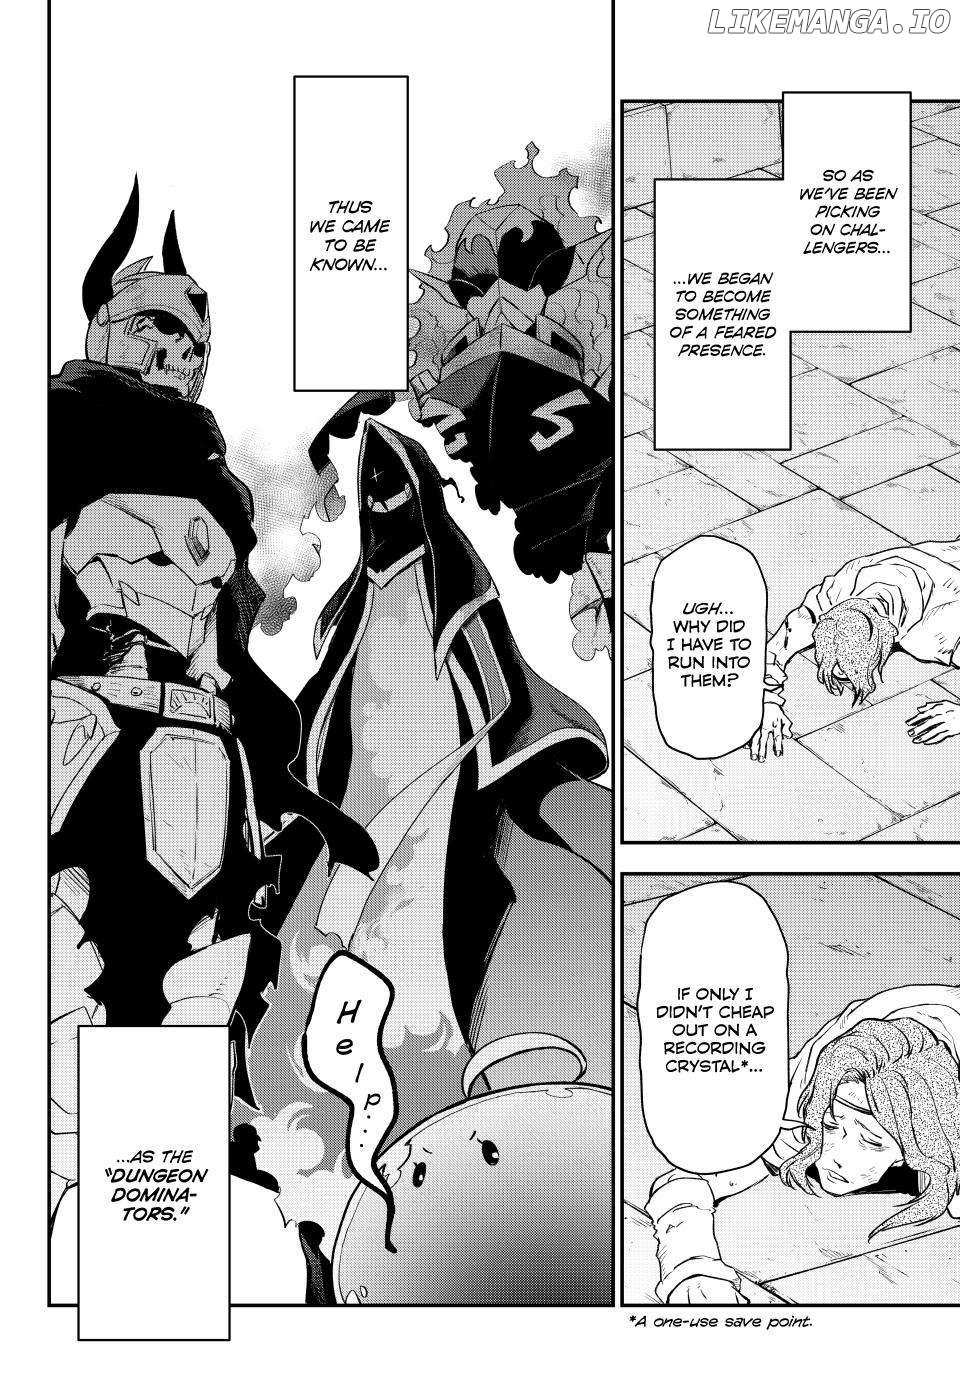 LIKEMANGA.IO
SO AS
WE'VE BEEN
PICKING
ON CHAL-
LENGERS...
...WE BEGAN
TO BECOME
SOMETHING
OF A FEARED
PRESENCE.
UGH...
WHY DID
I HAVE TO
RUN INTO
THEM?
IF ONLY I
DIDN'T CHEAP
OUT ON A
RECORDING
CRYSTAL*...
*A one-use save point.
THUS
WE CAME
TO BE
KNOWN...
Help...
...AS THE
"DUNGEON
DOMINA-
TORS."